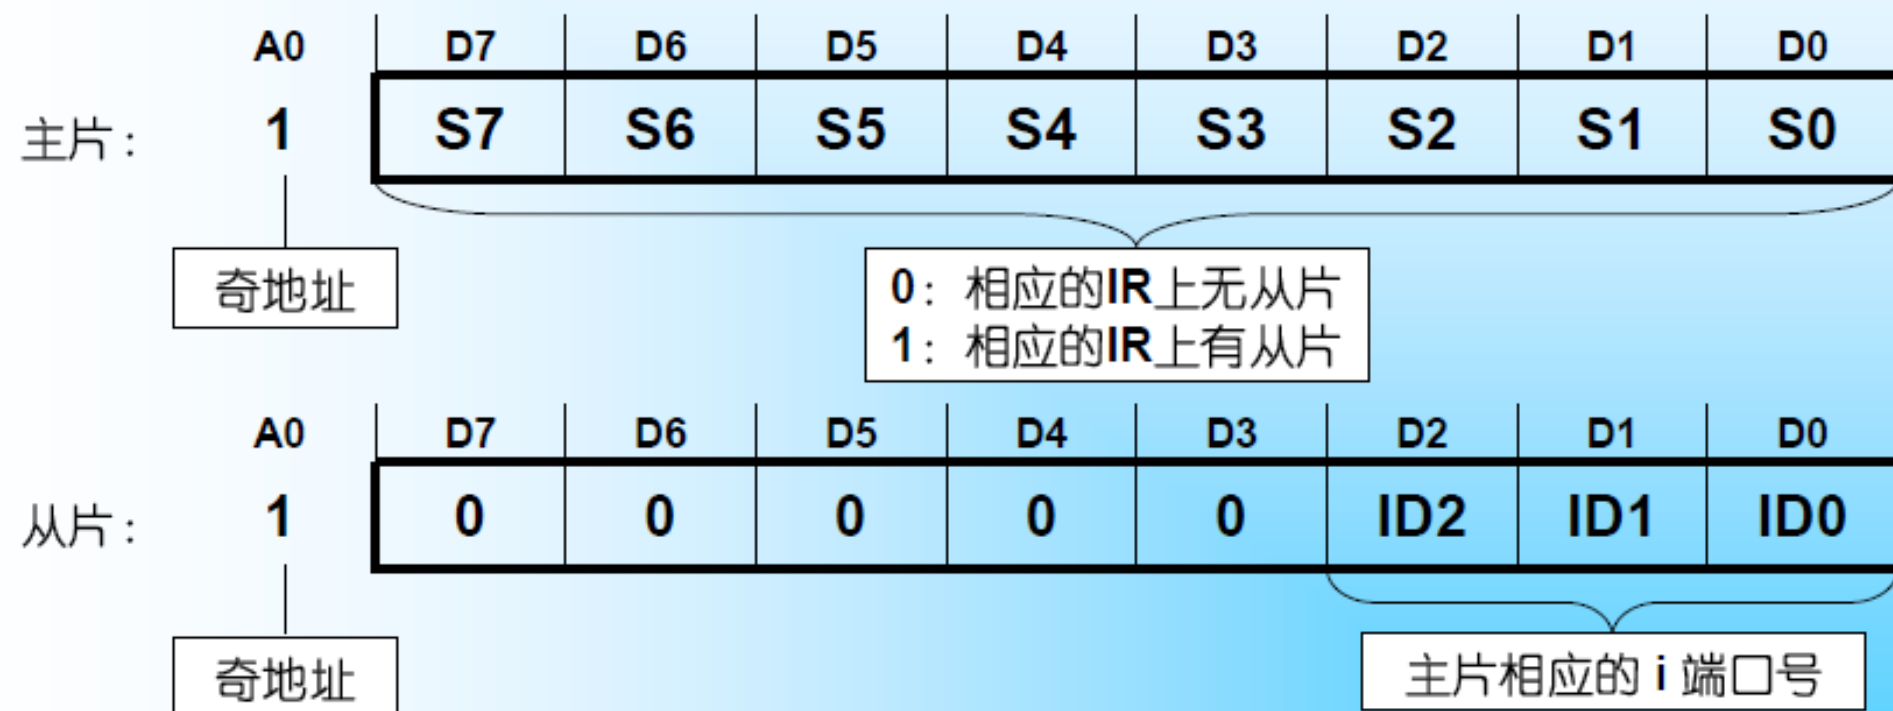 A0 D7 D6 D5 D4 D3 D2 D1 D0
主片: 1 S7 S6 S5 S4 S3 S2 S1 S0
奇地址
0: 相应的IR上无从片
1: 相应的IR上有从片
A0 D7 D6 D5 D4 D3 D2 D1 D0
从片: 1 0 0 0 0 0 ID2 ID1 ID0
奇地址
主片相应的 i 端口号